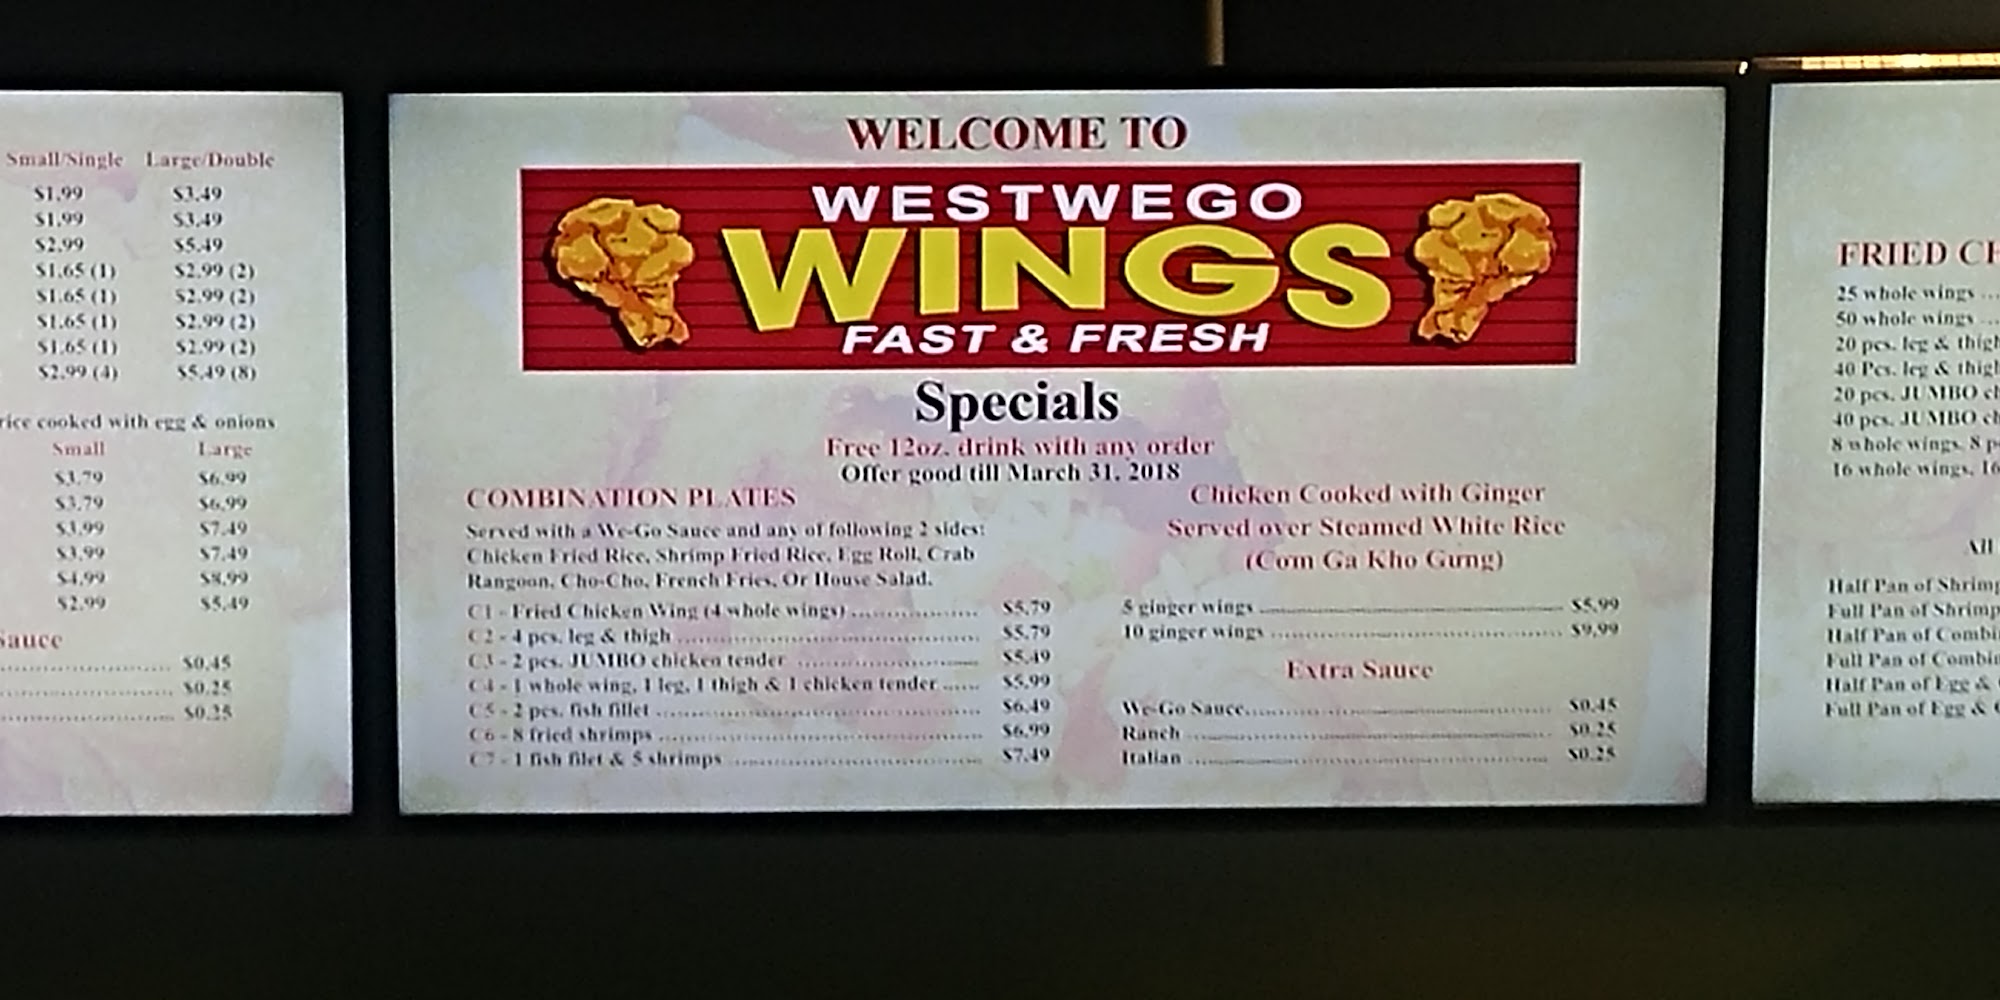 Small/Single Large/Double
$1.99 $3.49
$1.99 $3.49
$2.99 $5.49
$1.65 (1) $2.99 (2)
$1.65 (1) $2.99 (2)
$1.65 (1) $2.99 (2)
$1.65 (1) $2.99 (2)
$2.99 (4) $5.49 (8)
rice cooked with egg & onions
Small Large
$3.79 $6.99
$3.79 $6.99
$3.99 $7.49
$3.99 $7.49
$4.99 $8.99
$2.99 $5.49
Sauce
$0.45
$0.25
$0.25
WELCOME TO
WESTWEGO
WINGS
FAST & FRESH
Specials
Free 12oz. drink with any order
Offer good till March 31, 2018
COMBINATION PLATES
Served with a We-Go Sauce and any of following 2 sides:
Chicken Fried Rice, Shrimp Fried Rice, Egg Roll, Crab
Rangoon, Cho-Cho, French Fries, Or House Salad.
C1 - Fried Chicken Wing (4 whole wings) $5.79
C2 - 4 pcs. leg & thigh $5.79
C3 - 2 pcs. JUMBO chicken tender $5.49
C4 - 1 whole wing, 1 leg, 1 thigh & 1 chicken tender $5.99
C5 - 2 pcs. fish fillet $6.49
C6 - 8 fried shrimps $6.99
C7 - 1 fish filet & 5 shrimps $7.49
Chicken Cooked with Ginger
Served over Steamed White Rice
(Com Ga Kho Gung)
5 ginger wings $5.99
10 ginger wings $9.99
Extra Sauce
We-Go Sauce $0.45
Ranch $0.25
Italian $0.25
FRIED CH
25 whole wings
50 whole wings
20 pcs. leg & thigh
40 Pcs. leg & thigh
20 pcs. JUMBO ch
40 pcs. JUMBO ch
8 whole wings, 8 p
16 whole wings, 16
All
Half Pan of Shrimp
Full Pan of Shrimp
Half Pan of Combi
Full Pan of Combin
Half Pan of Egg &
Full Pan of Egg &